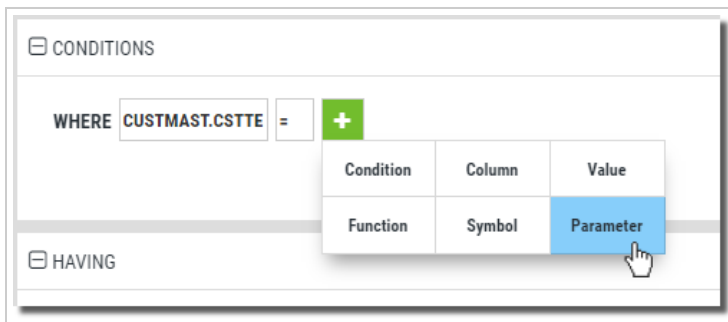 CONDITIONS
WHERE CUSTMAST.CSTTE = +
Condition Column Value
Function Symbol Parameter
HAVING